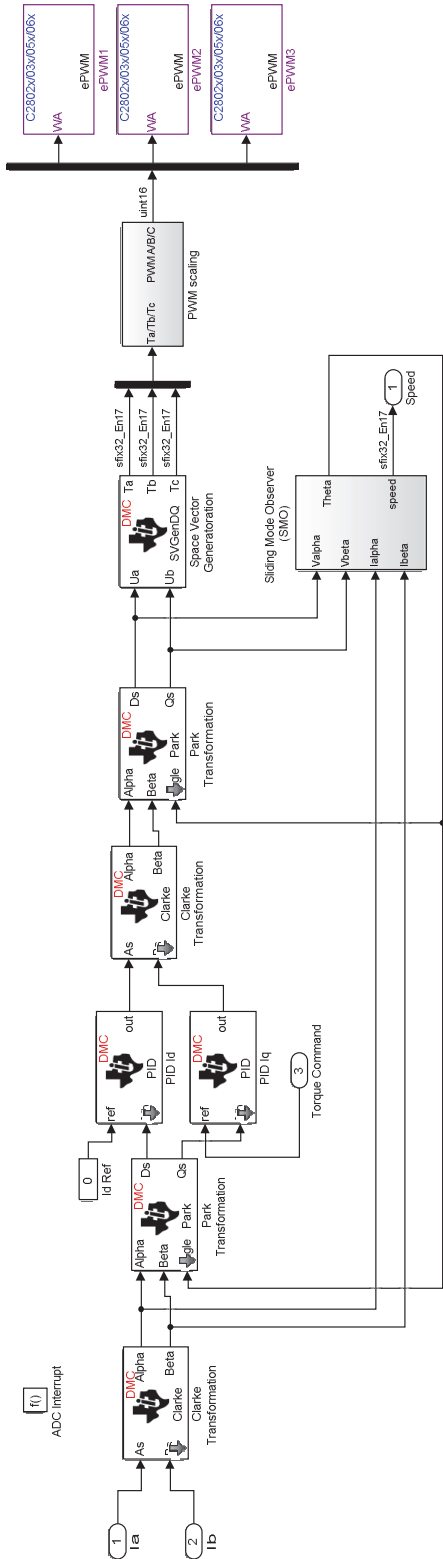 f()
ADC Interrupt
1
Ia
2
Ib
DMC
As
Alpha
Beta
Clarke
Clarke
Transformation
DMC
Alpha
Beta
gle
Ds
Qs
Park
Park
Transformation
0
Id Ref
DMC
ref
out
PID
PID Id
DMC
ref
out
PID
PID Iq
3
Torque Command
DMC
As
Alpha
Beta
Clarke
Clarke
Transformation
DMC
Alpha
Beta
gle
Ds
Qs
Park
Park
Transformation
DMC
Ua
Ub
Ta
Tb
Tc
SVGenDQ
Space Vector
Generatoration
sfix32_En17
sfix32_En17
sfix32_En17
Valpha
Vbeta
Ialpha
Ibeta
Theta
speed
Sliding Mode Observer
(SMO)
sfix32_En17
1
Speed
Ta/Tb/Tc
PWMA/B/C
PWM scaling
uint16
C2802x/03x/05x/06x
WA
ePWM
ePWM1
C2802x/03x/05x/06x
WA
ePWM
ePWM2
C2802x/03x/05x/06x
WA
ePWM
ePWM3